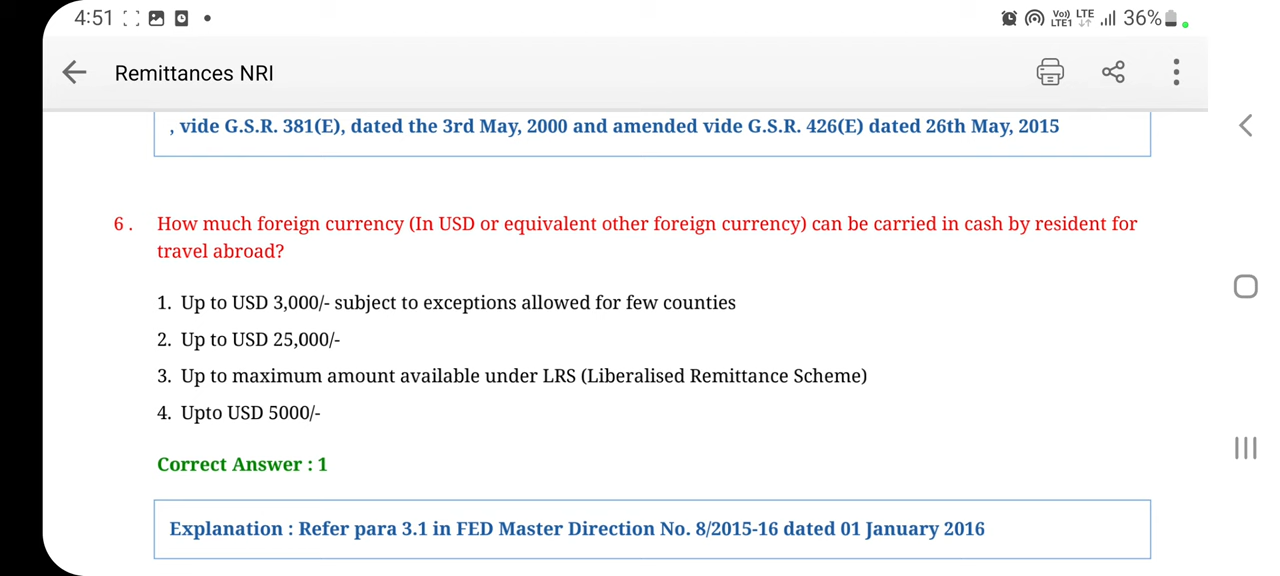 4:51
Vo)) LTE
LTE1 ↓↑
36%
Remittances NRI
, vide G.S.R. 381(E), dated the 3rd May, 2000 and amended vide G.S.R. 426(E) dated 26th May, 2015
6 . How much foreign currency (In USD or equivalent other foreign currency) can be carried in cash by resident for
travel abroad?
1. Up to USD 3,000/- subject to exceptions allowed for few counties
2. Up to USD 25,000/-
3. Up to maximum amount available under LRS (Liberalised Remittance Scheme)
4. Upto USD 5000/-
Correct Answer : 1
Explanation : Refer para 3.1 in FED Master Direction No. 8/2015-16 dated 01 January 2016